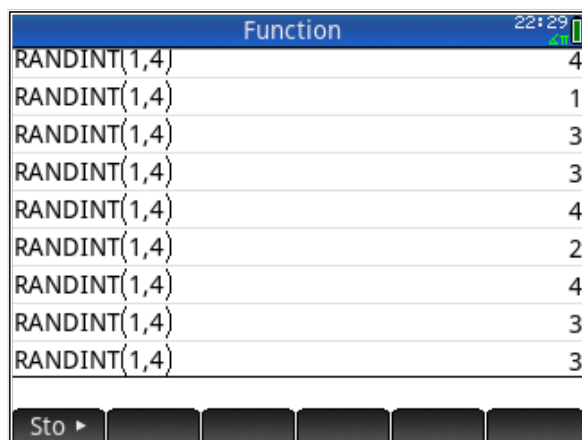 Function 22:29
∡π
RANDINT(1,4) 4
RANDINT(1,4) 1
RANDINT(1,4) 3
RANDINT(1,4) 3
RANDINT(1,4) 4
RANDINT(1,4) 2
RANDINT(1,4) 4
RANDINT(1,4) 3
RANDINT(1,4) 3
Sto ►